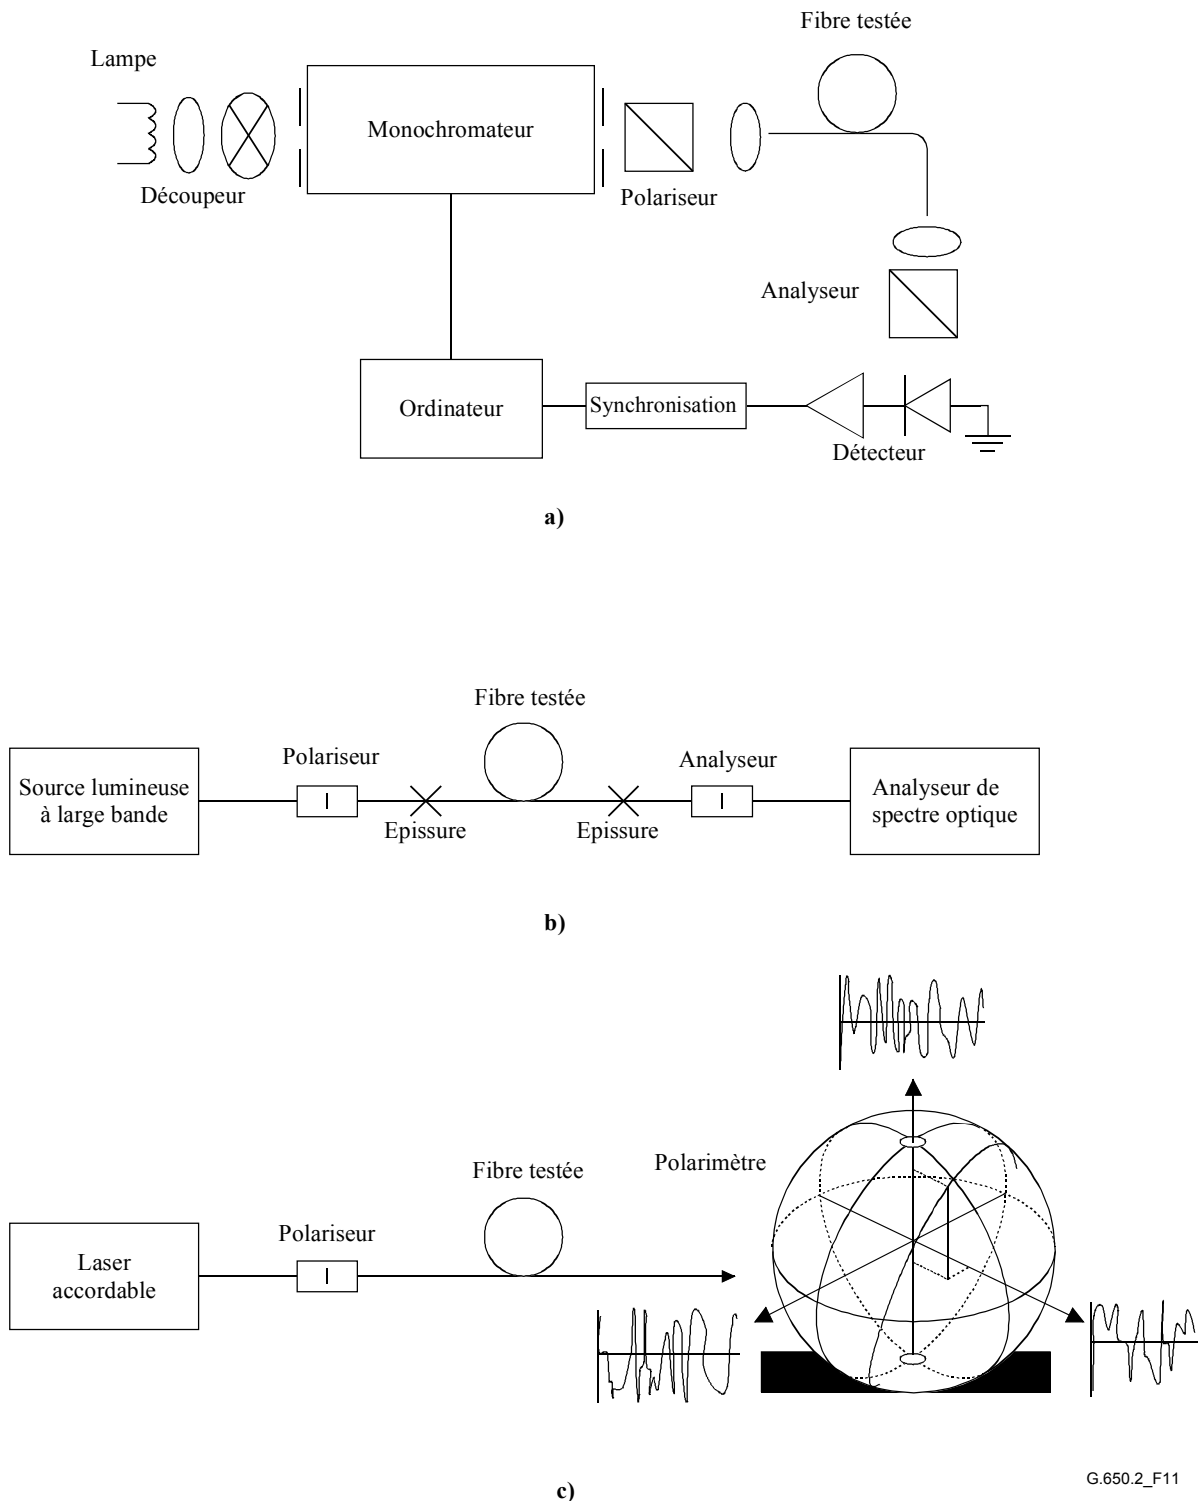 Fibre testée
Lampe
Monochromateur
Découpeur
Polariseur
Analyseur
Ordinateur
Synchronisation
Détecteur
a)
Fibre testée
Polariseur
Analyseur
Source lumineuse
à large bande
Epissure
Epissure
Analyseur de
spectre optique
b)
Fibre testée
Polarimètre
Polariseur
Laser
accordable
G.650.2_F11
c)